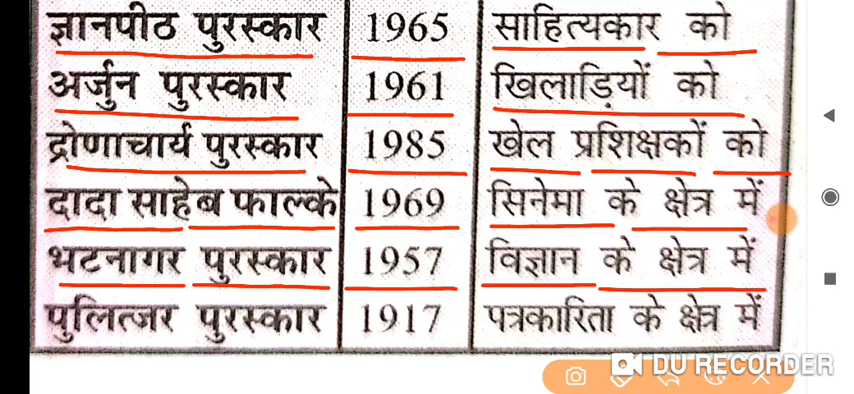 ज्ञानपीठ पुरस्कार 1965 साहित्यकार को
अर्जुन पुरस्कार 1961 खिलाड़ियों को
द्रोणाचार्य पुरस्कार 1985 खेल प्रशिक्षकों को
दादा साहेब फाल्के 1969 सिनेमा के क्षेत्र में
भटनागर पुरस्कार 1957 विज्ञान के क्षेत्र में
पुलित्जर पुरस्कार 1917 पत्रकारिता के क्षेत्र में
DU RECORDER